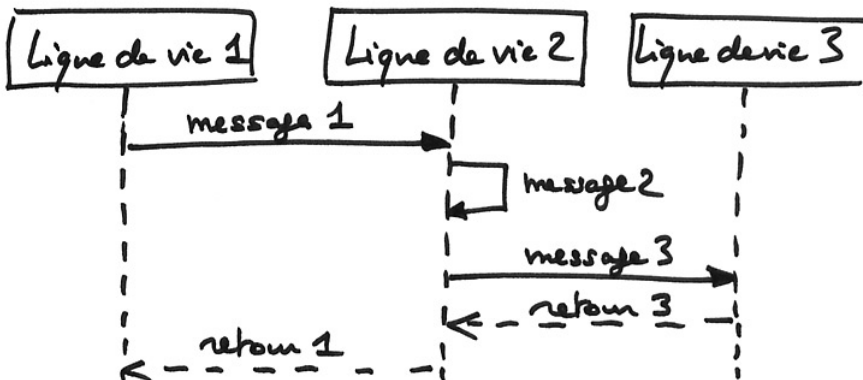 Ligne de vie 1
Ligne de vie 2
Ligne de vie 3
message 1
message 2
message 3
retour 3
retour 1